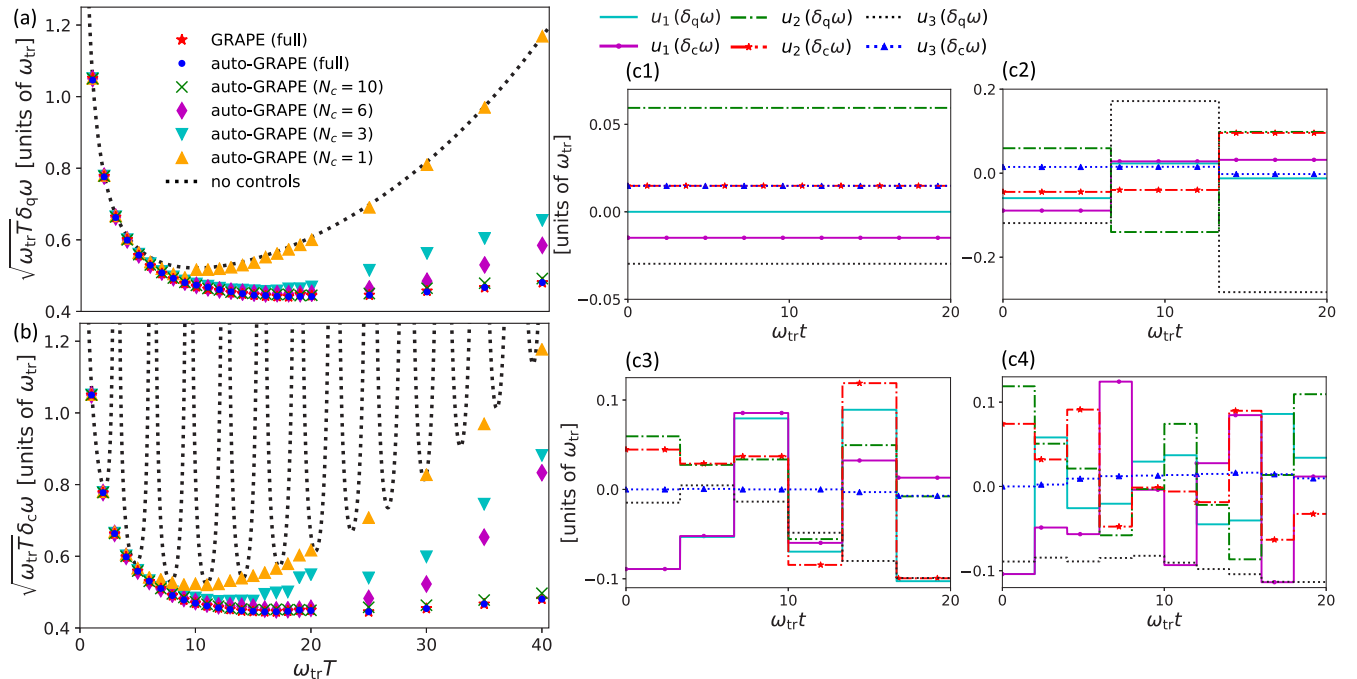 (a)
1.2
1.0
0.8
0.6
0.4
√ω_tr T δ_q ω [units of ω_tr]
GRAPE (full)
auto-GRAPE (full)
auto-GRAPE (N_c = 10)
auto-GRAPE (N_c = 6)
auto-GRAPE (N_c = 3)
auto-GRAPE (N_c = 1)
no controls
(b)
1.2
1.0
0.8
0.6
0.4
√ω_tr T δ_c ω [units of ω_tr]
0 10 20 30 40
ω_tr T
u_1 (δ_q ω) u_2 (δ_q ω) u_3 (δ_q ω)
u_1 (δ_c ω) u_2 (δ_c ω) u_3 (δ_c ω)
(c1)
0.05
0.00
−0.05
[units of ω_tr]
0 10 20
ω_tr t
(c2)
0.2
0.0
−0.2
0 10 20
ω_tr t
(c3)
0.1
0.0
−0.1
[units of ω_tr]
0 10 20
ω_tr t
(c4)
0.1
0.0
−0.1
0 10 20
ω_tr t